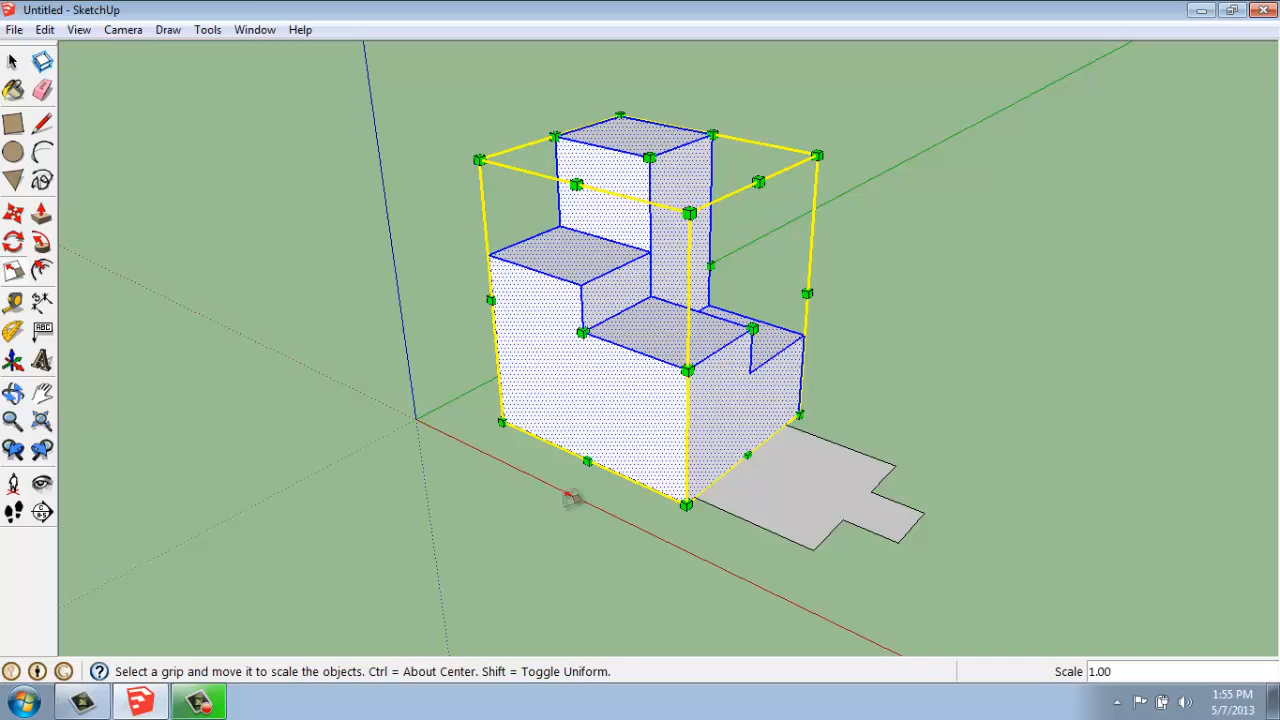 Untitled - SketchUp
File Edit View Camera Draw Tools Window Help
ABC
A
Select a grip and move it to scale the objects. Ctrl = About Center. Shift = Toggle Uniform.
Scale 1.00
1:55 PM
5/7/2013